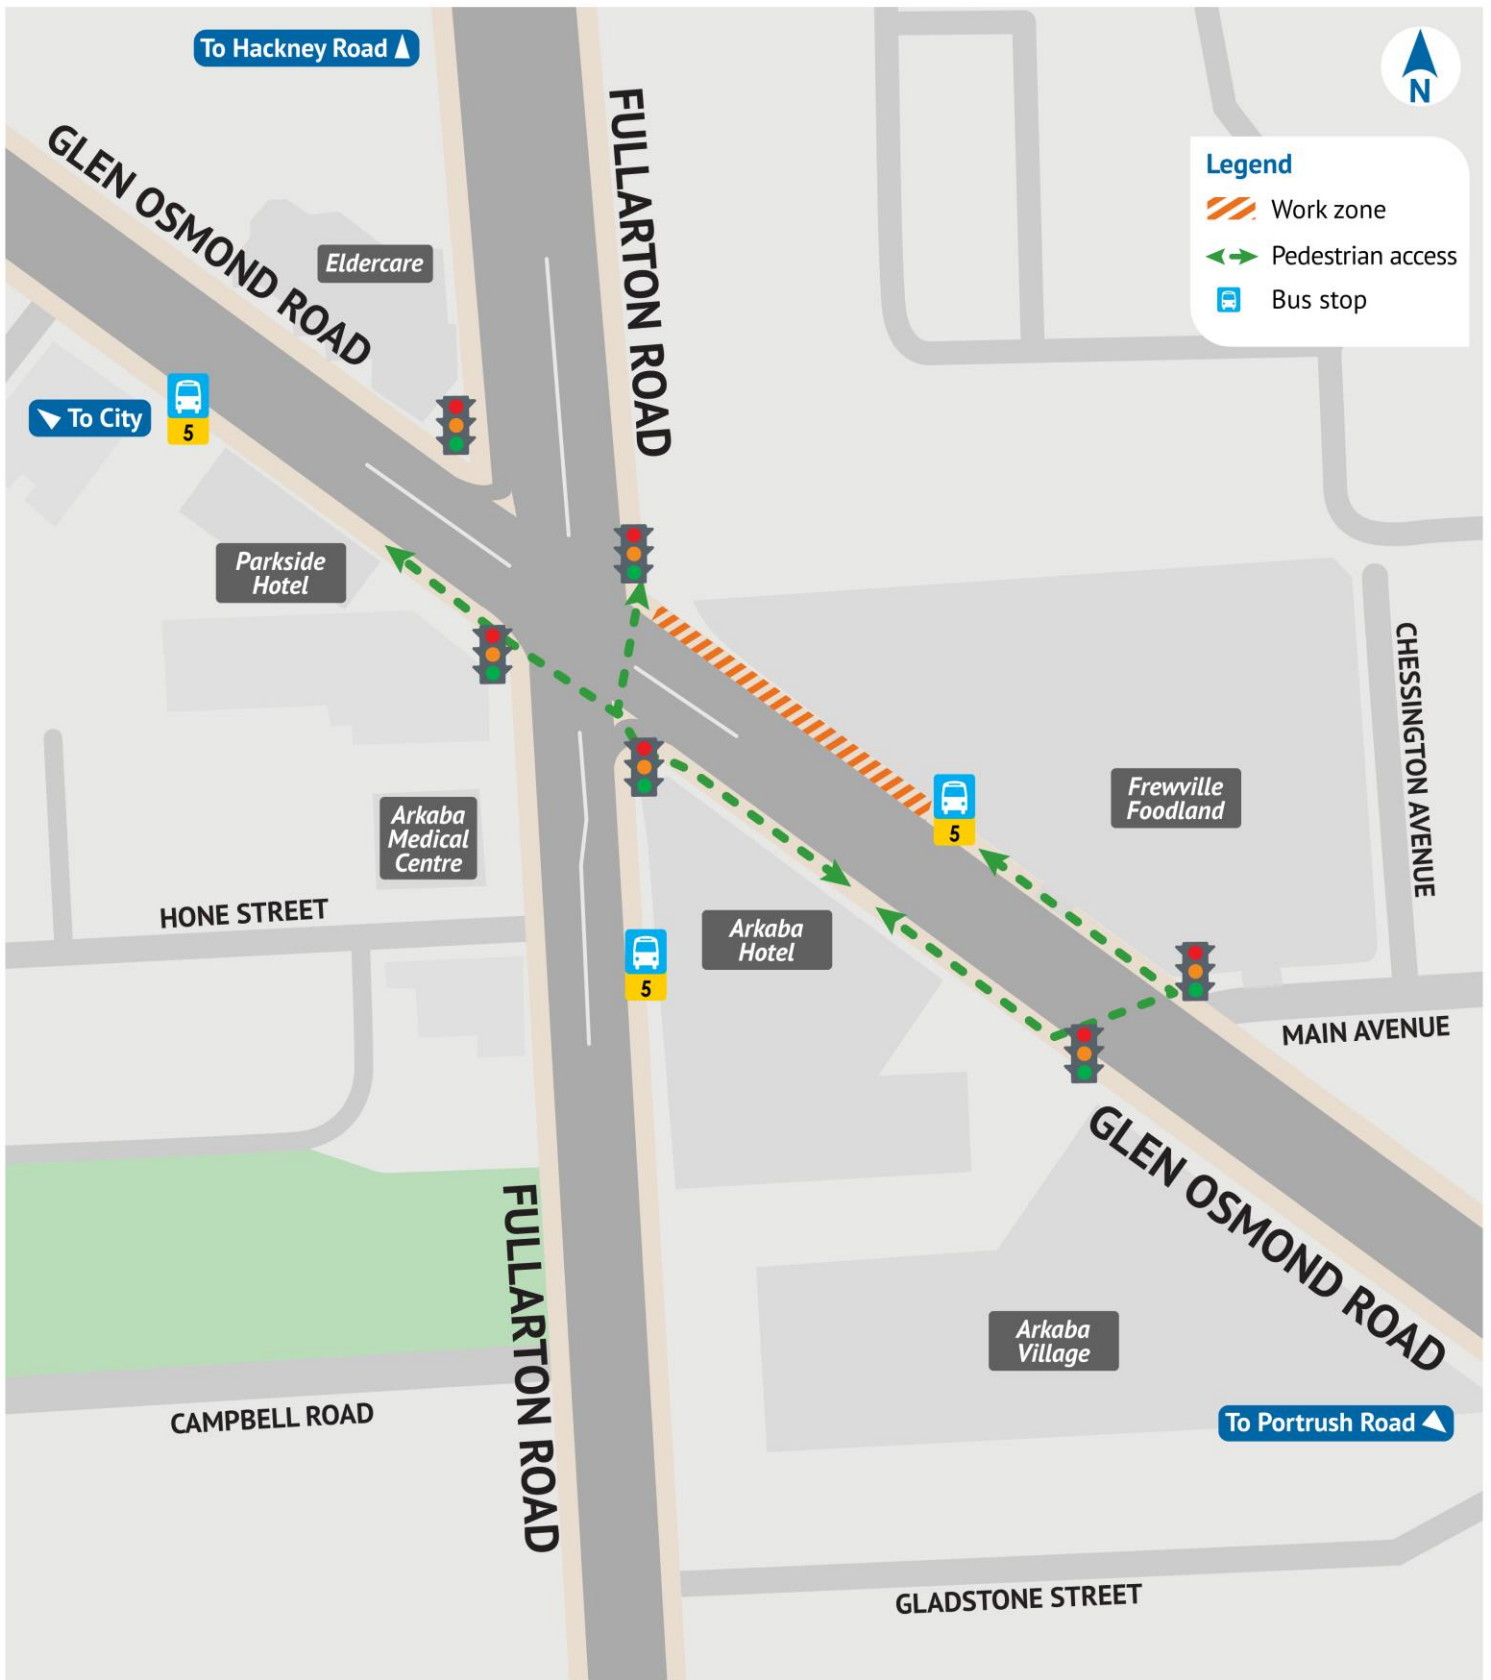 To Hackney Road
N
FULLARTON ROAD
GLEN OSMOND ROAD
Legend
Work zone
Pedestrian access
Bus stop
Eldercare
To City
5
Parkside
Hotel
CHESSINGTON AVENUE
Frewville
Foodland
5
Arkaba
Medical
Centre
HONE STREET
Arkaba
Hotel
5
MAIN AVENUE
GLEN OSMOND ROAD
FULLARTON ROAD
Arkaba
Village
CAMPBELL ROAD
To Portrush Road
GLADSTONE STREET